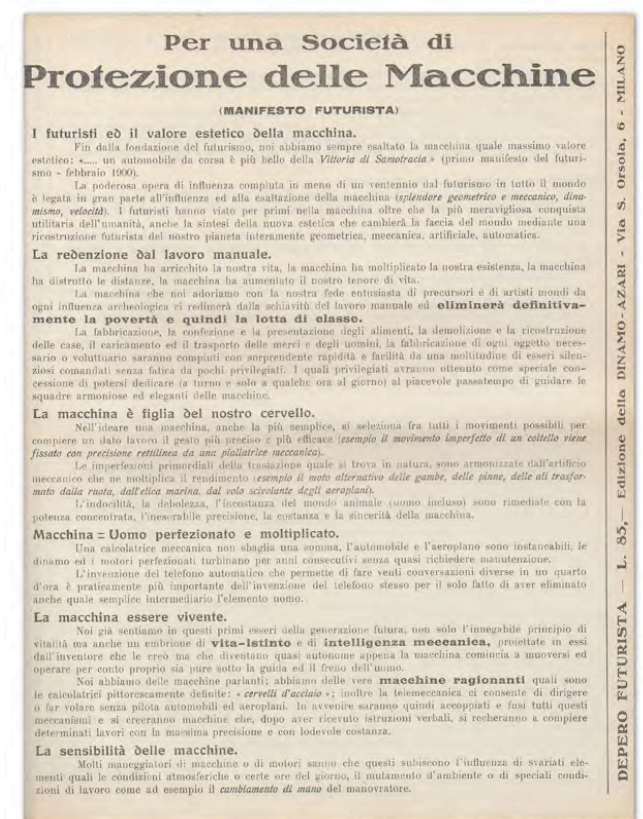 Per una Società di
Protezione delle Macchine
(MANIFESTO FUTURISTA)
I futuristi ed il valore estetico della macchina.
Fin dalla fondazione del futurismo, noi abbiamo sempre esaltato la macchina quale massimo valore
estetico: «..... un automobile da corsa è più bello della Vittoria di Samotracia » (primo manifesto del futuri-
smo - febbraio 1900).
La poderosa opera di influenza compiuta in meno di un ventennio dal futurismo in tutto il mondo
è legata in gran parte all'influenza ed alla esaltazione della macchina (splendore geometrico e meccanico, dina-
mismo, velocità). I futuristi hanno visto per primi nella macchina oltre che la più meravigliosa conquista
utilitaria dell'umanità, anche la sintesi della nuova estetica che cambierà la faccia del mondo mediante una
ricostruzione futurista del nostro pianeta interamente geometrica, meccanica, artificiale, automatica.
La redenzione dal lavoro manuale.
La macchina ha arricchito la nostra vita, la macchina ha moltiplicato la nostra esistenza, la macchina
ha distrutto le distanze, la macchina ha aumentato il nostro tenore di vita.
La macchina che noi adoriamo con la nostra fede entusiasta di precursori e di artisti mondi da
ogni influenza archeologica ci redimerà dalla schiavitù del lavoro manuale ed eliminerà definitiva-
mente la povertà e quindi la lotta di classe.
La fabbricazione, la confezione e la presentazione degli alimenti, la demolizione e la ricostruzione
delle case, il caricamento ed il trasporto delle merci e degli uomini, la fabbricazione di ogni oggetto neces-
sario o voluttuario saranno compiuti con sorprendente rapidità e facilità da una moltitudine di esseri silen-
ziosi comandati senza fatica da pochi privilegiati. I quali privilegiati avranno ottenuto come speciale con-
cessione di potersi dedicare (a turno e solo a qualche ora al giorno) al piacevole passatempo di guidare le
squadre armoniose ed eleganti delle macchine.
La macchina è figlia del nostro cervello.
Nell'ideare una macchina, anche la più semplice, si seleziona fra tutti i movimenti possibili per
compiere un dato lavoro il gesto più preciso e più efficace (esempio il movimento imperfetto di un coltello viene
fissato con precisione rettilinea da una piallatrice meccanica).
Le imperfezioni primordiali della traslazione quale si trova in natura, sono armonizzate dall'artificio
meccanico che ne moltiplica il rendimento (esempio il moto alternativo delle gambe, delle pinne, delle ali trasfor-
mato dalla ruota, dall'elica marina, dal volo scivolante degli aeroplani).
L'indocilità, la debolezza, l'incostanza del mondo animale (uomo incluso) sono rimediate con la
potenza concentrata, l'inesorabile precisione, la costanza e la sincerità della macchina.
Macchina = Uomo perfezionato e moltiplicato.
Una calcolatrice meccanica non sbaglia una somma, l'automobile e l'aeroplano sono instancabili, le
dinamo ed i motori perfezionati turbinano per anni consecutivi senza quasi richiedere manutenzione.
L'invenzione del telefono automatico che permette di fare venti conversazioni diverse in un quarto
d'ora è praticamente più importante dell'invenzione del telefono stesso per il solo fatto di aver eliminato
anche quale semplice intermediario l'elemento uomo.
La macchina essere vivente.
Noi già sentiamo in questi primi esseri della generazione futura, non solo l'innegabile principio di
vitalità ma anche un embrione di vita-istinto e di intelligenza meccanica, proiettate in essi
dall'inventore che le creò ma che diventano quasi autonome appena la macchina comincia a muoversi ed
operare per conto proprio sia pure sotto la guida ed il freno dell'uomo.
Noi abbiamo delle macchine parlanti; abbiamo delle vere macchine ragionanti quali sono
le calcolatrici pittorescamente definite: « cervelli d'acciaio »; inoltre la telemeccanica ci consente di dirigere
o far volare senza pilota automobili ed aeroplani. In avvenire saranno quindi accoppiati e fusi tutti questi
meccanismi e si creeranno macchine che, dopo aver ricevuto istruzioni verbali, si recheranno a compiere
determinati lavori con la massima precisione e con lodevole costanza.
La sensibilità delle macchine.
Molti maneggiatori di macchine o di motori sanno che questi subiscono l'influenza di svariati ele-
menti quali le condizioni atmosferiche o certe ore del giorno, il mutamento d'ambiente o di speciali condi-
zioni di lavoro come ad esempio il cambiamento di mano del manovratore.
DEPERO FUTURISTA — L. 85,— Edizione della DINAMO-AZARI - Via S. Orsola, 6 - MILANO